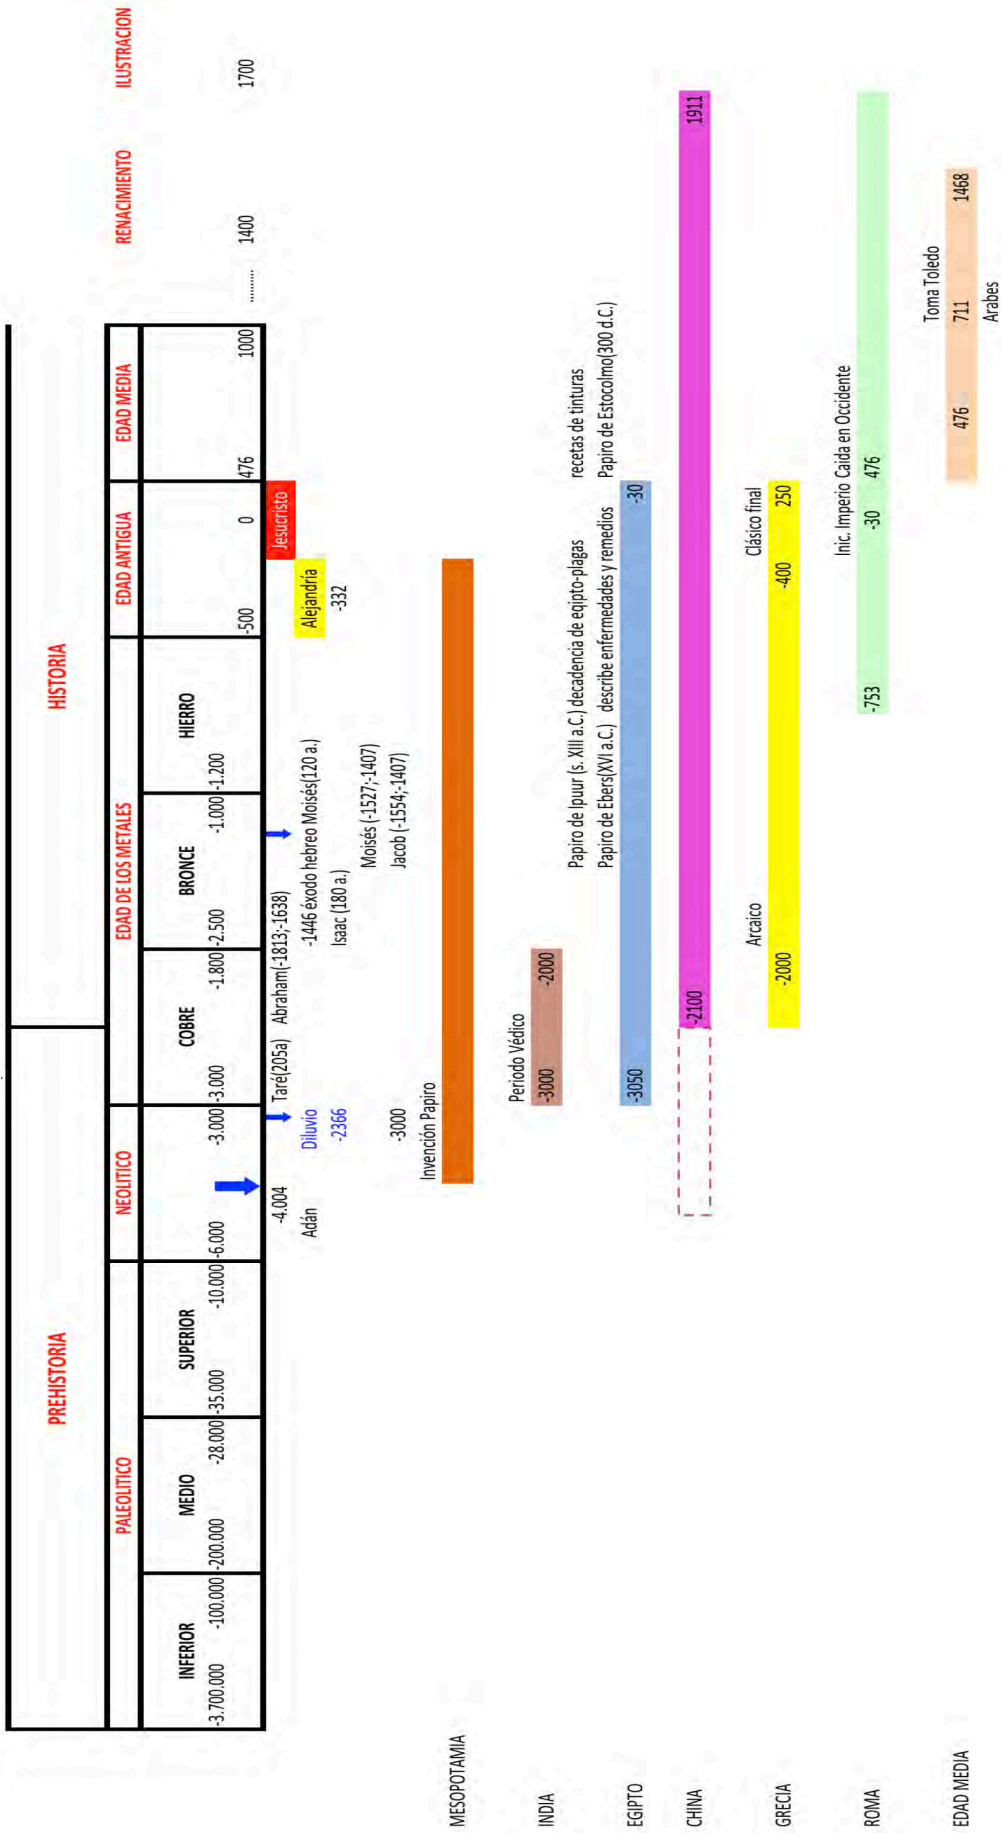 PREHISTORIA HISTORIA
PALEOLITICO NEOLITICO EDAD DE LOS METALES EDAD ANTIGUA EDAD MEDIA RENACIMIENTO ILUSTRACION
INFERIOR MEDIO SUPERIOR COBRE BRONCE HIERRO
-3.700.000 -100.000 -200.000 -28.000 -35.000 -10.000 -6.000 -3.000 -3.000 -1.800 -2.500 -1.000 -1.200 -500 0 476 1000 .......... 1400 1700
-4.004 Taré(205a) Abraham(-1813;-1638) Jesucristo
Adán Diluvio -1446 éxodo hebreo Moisés(120 a.) Alejandría
-2366 Isaac (180 a.) -332
Moisés (-1527;-1407)
-3000 Jacob (-1554;-1407)
Invención Papiro
MESOPOTAMIA
Periodo Védico
INDIA -3000 -2000
Papiro de Ipuur (s. XIII a.C.) decadencia de eqipto-plagas recetas de tinturas
Papiro de Ebers(XVI a.C.) describe enfermedades y remedios Papiro de Estocolmo(300 d.C.)
EGIPTO -3050 -30
CHINA -2100 1911
Arcaico Clásico final
GRECIA -2000 -400 250
Inic. Imperio Caida en Occidente
ROMA -753 -30 476
Toma Toledo
EDAD MEDIA 476 711 1468
Arabes